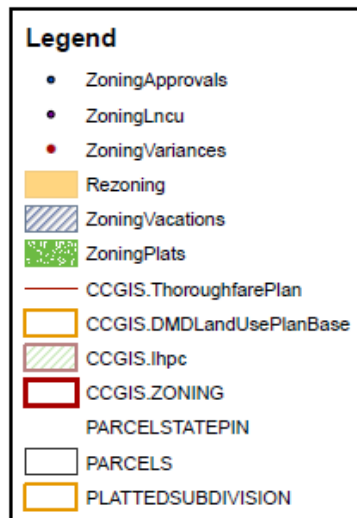 Legend
ZoningApprovals
ZoningLncu
ZoningVariances
Rezoning
ZoningVacations
ZoningPlats
CCGIS.ThoroughfarePlan
CCGIS.DMDLandUsePlanBase
CCGIS.Ihpc
CCGIS.ZONING
PARCELSTATEPIN
PARCELS
PLATTEDSUBDIVISION